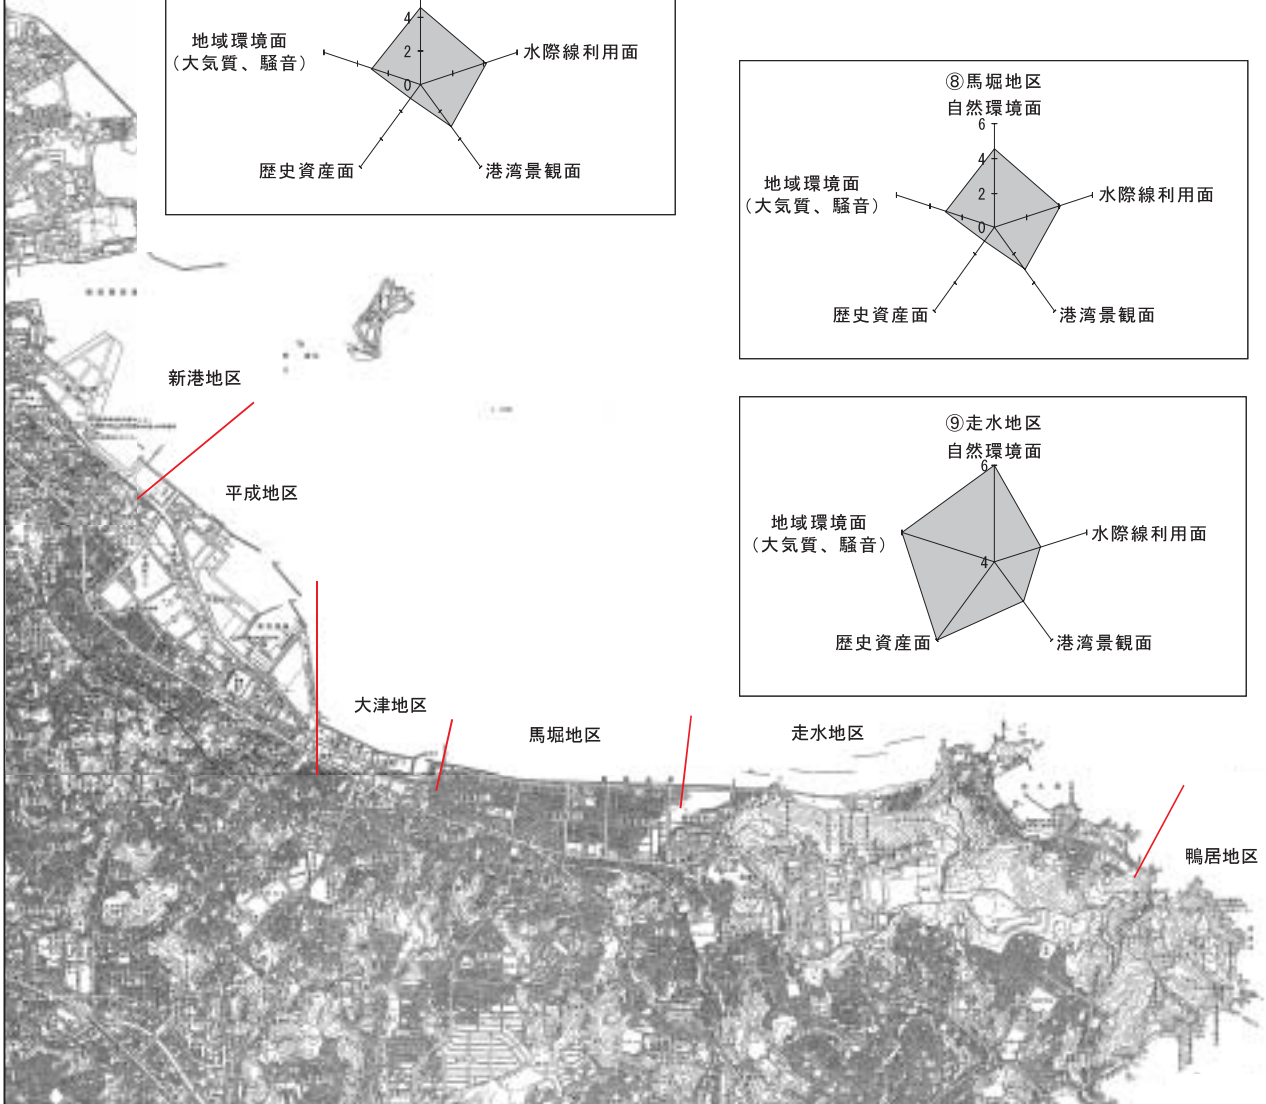 4
2
0
地域環境面
(大気質、騒音)
水際線利用面
歴史資産面
港湾景観面
⑧馬堀地区
自然環境面
6
4
2
0
地域環境面
(大気質、騒音)
水際線利用面
歴史資産面
港湾景観面
⑨走水地区
自然環境面
6
4
地域環境面
(大気質、騒音)
水際線利用面
歴史資産面
港湾景観面
新港地区
平成地区
大津地区
馬堀地区
走水地区
鴨居地区